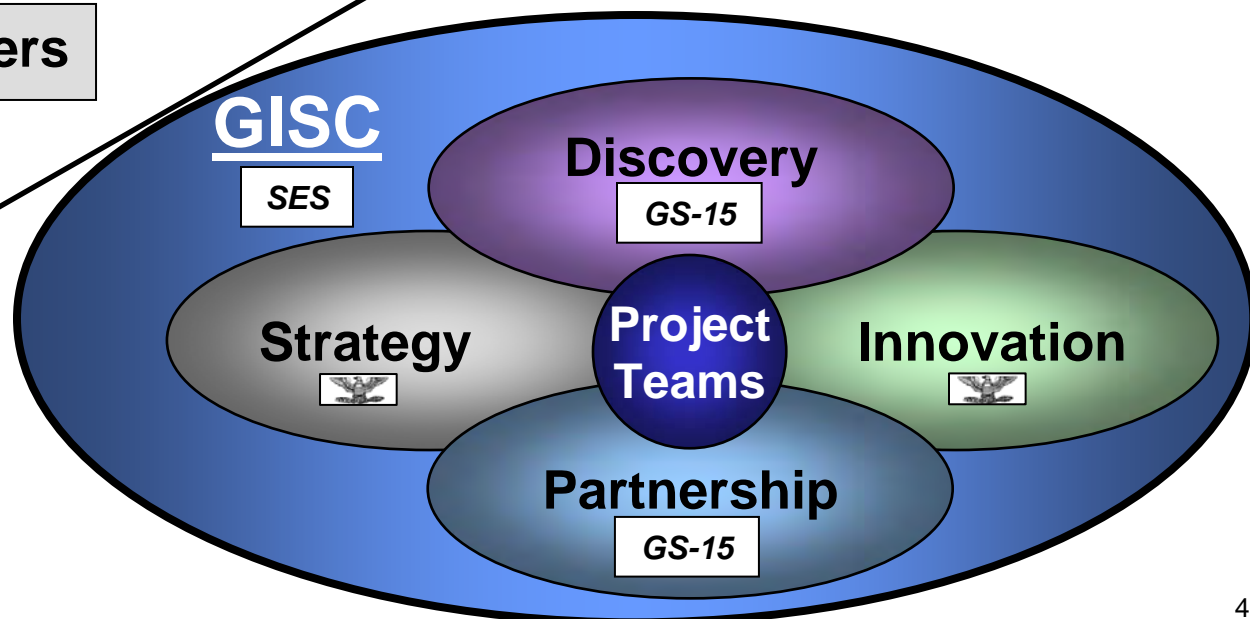 ers
GISC
SES
Discovery
GS-15
Strategy
Project
Teams
Innovation
Partnership
GS-15
4